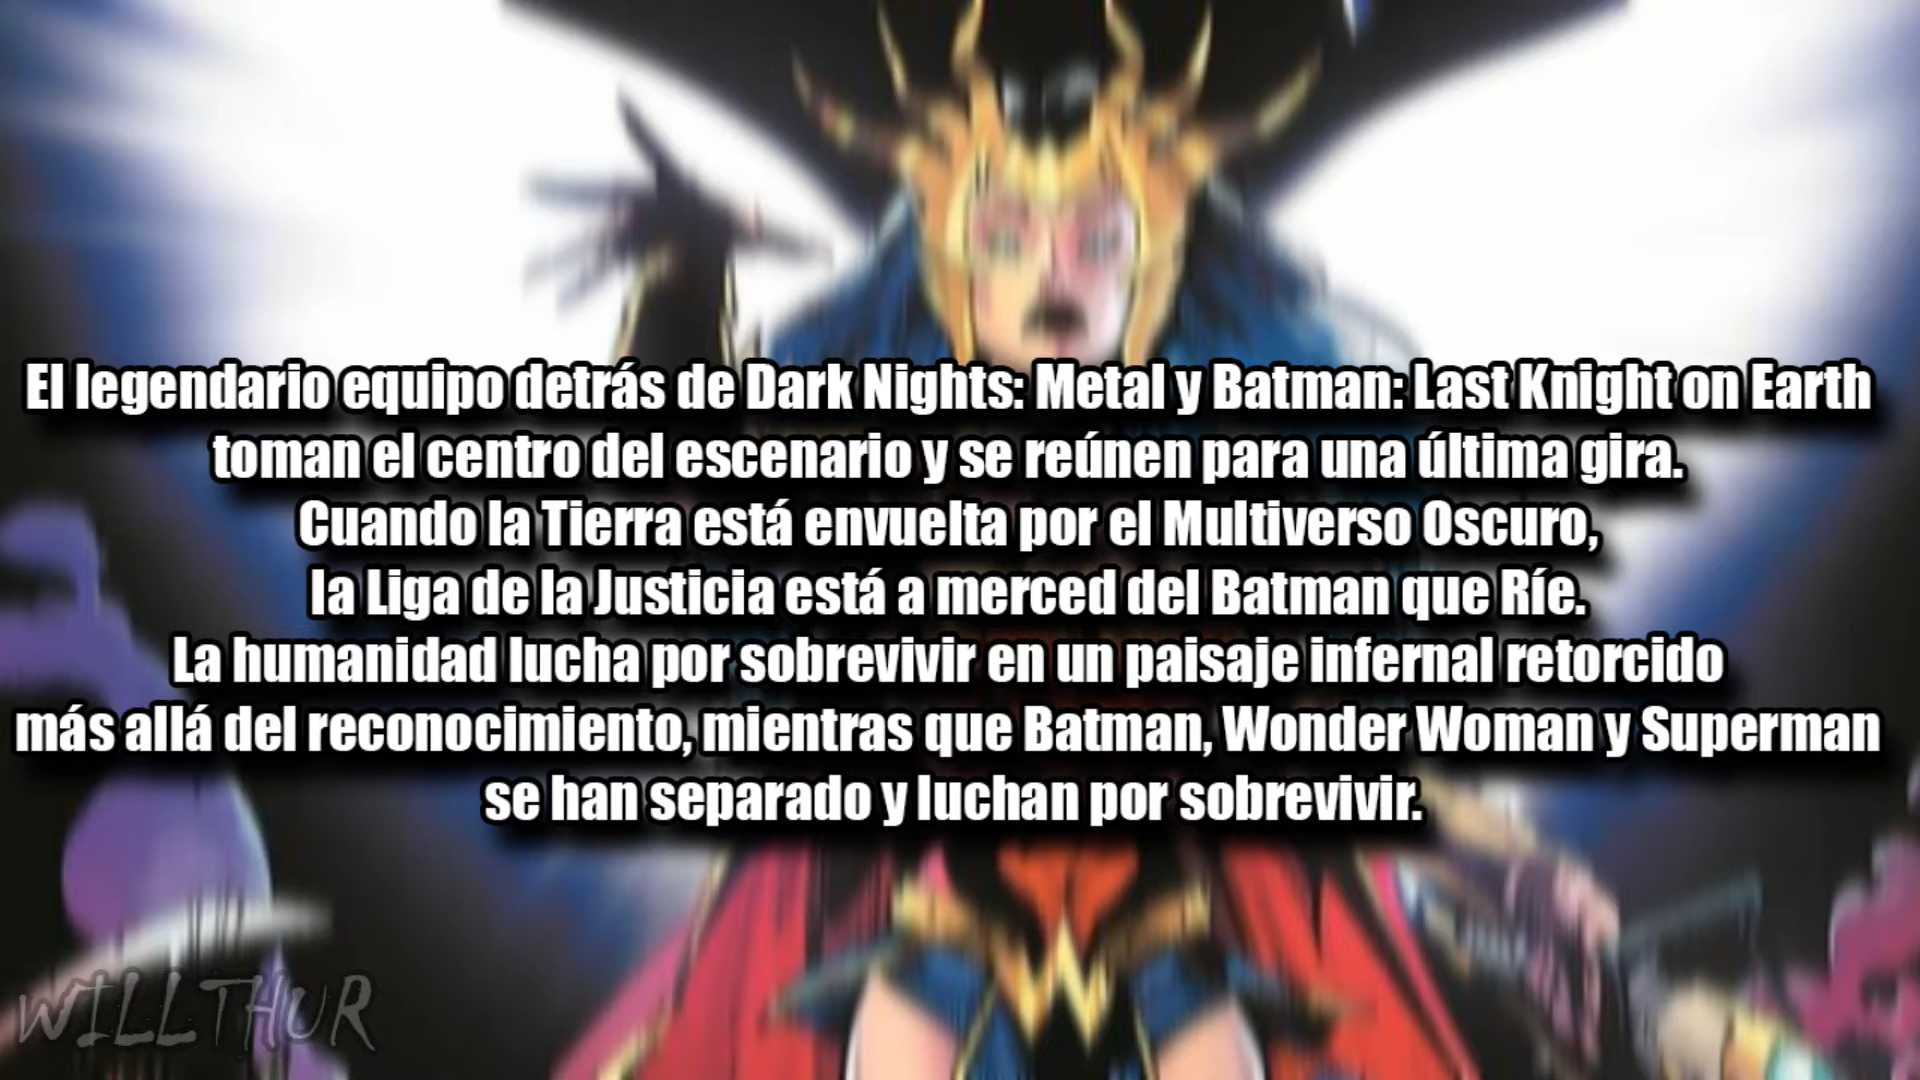 El legendario equipo detrás de Dark Nights: Metal y Batman: Last Knight on Earth
toman el centro del escenario y se reúnen para una última gira.
Cuando la Tierra está envuelta por el Multiverso Oscuro,
la Liga de la Justicia está a merced del Batman que Ríe.
La humanidad lucha por sobrevivir en un paisaje infernal retorcido
más allá del reconocimiento, mientras que Batman, Wonder Woman y Superman
se han separado y luchan por sobrevivir.
WILLTHUR